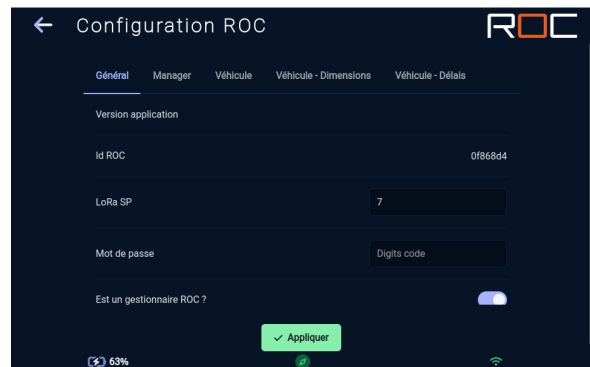 Configuration ROC
ROC
Général Manager Véhicule Véhicule - Dimensions Véhicule - Délais
Version application
Id ROC 0f868d4
LoRa SP 7
Mot de passe Digits code
Est un gestionnaire ROC ?
Appliquer
63%